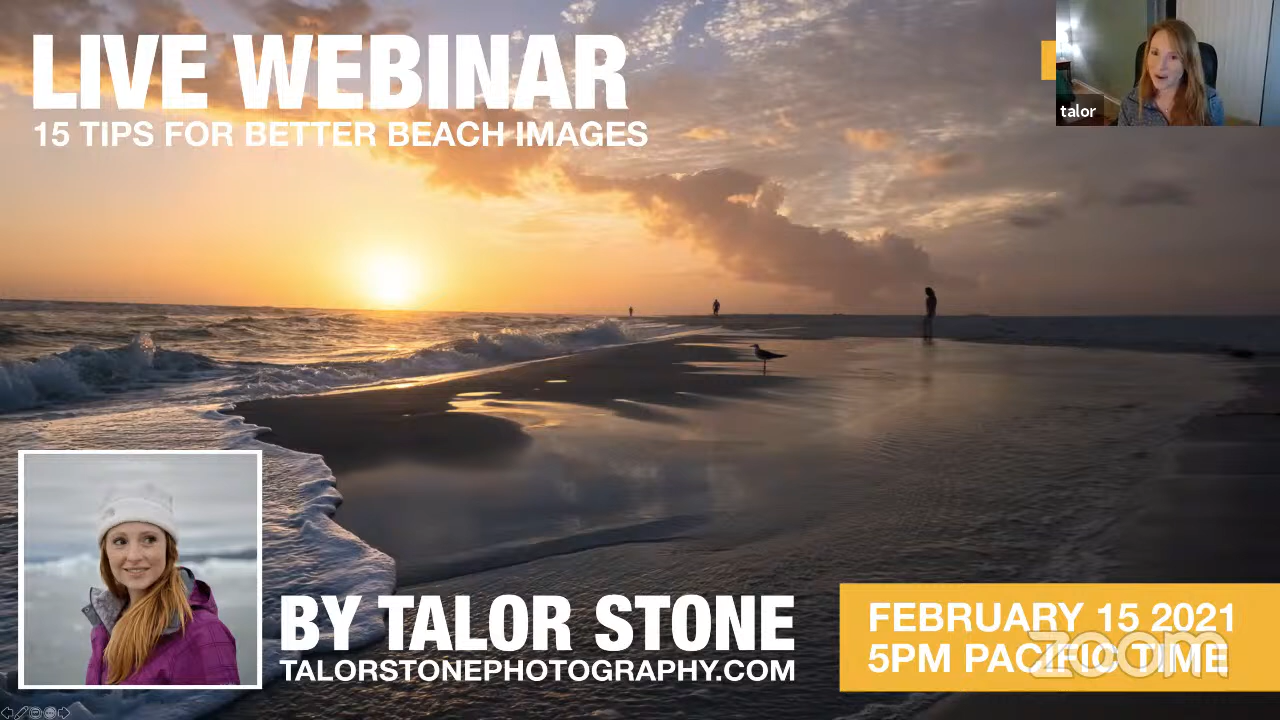 LIVE WEBINAR
15 TIPS FOR BETTER BEACH IMAGES
talor
BY TALOR STONE
TALORSTONEPHOTOGRAPHY.COM
FEBRUARY 15 2021
5PM PACIFIC TIME
zoom